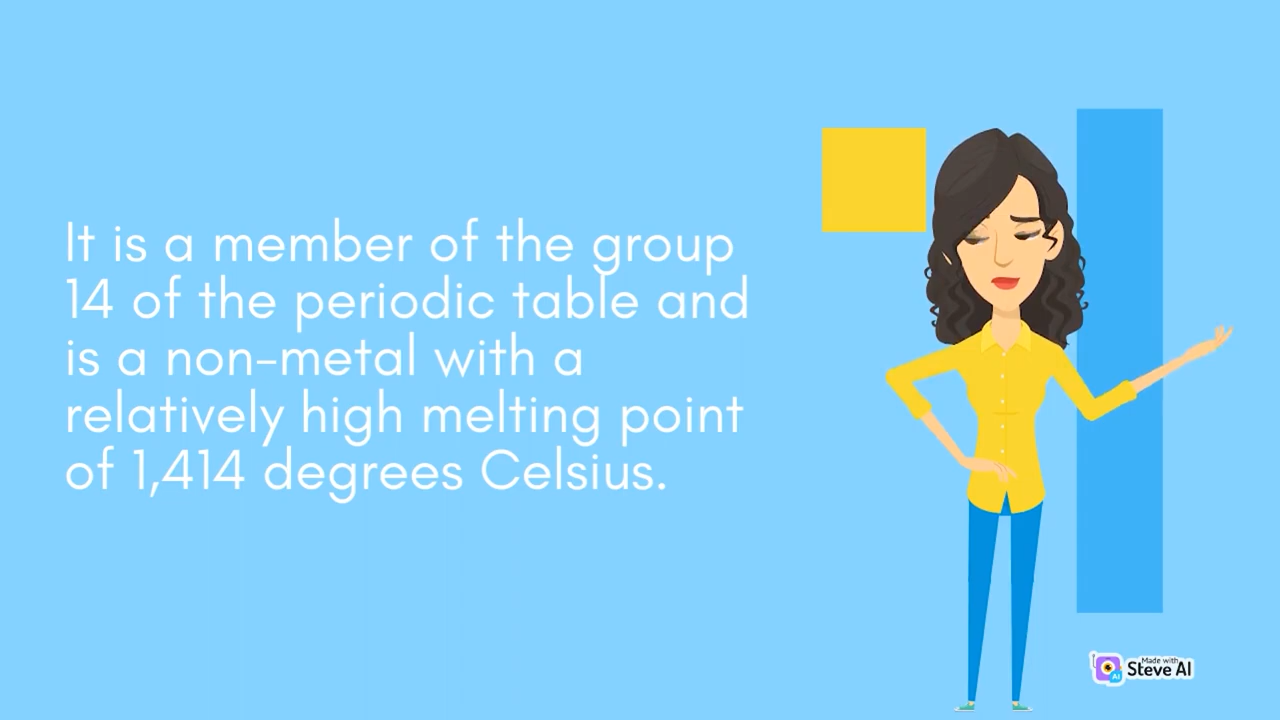 It is a member of the group
14 of the periodic table and
is a non-metal with a
relatively high melting point
of 1,414 degrees Celsius.
Made with
Steve AI
AI